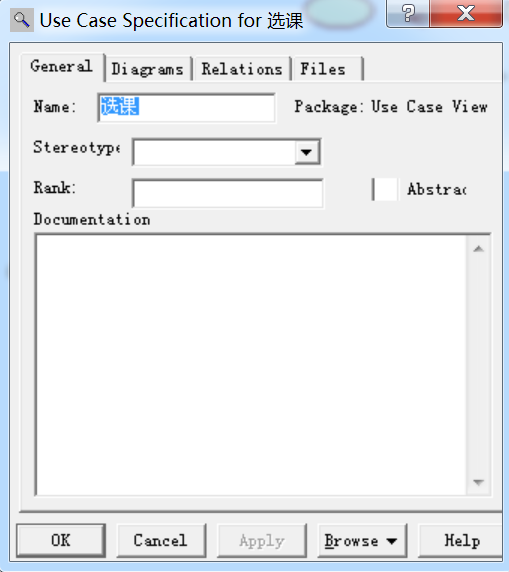 Use Case Specification for 选课
General Diagrams Relations Files
Name: 选课 Package: Use Case View
Stereotype
Rank: Abstrac
Documentation
OK Cancel Apply Browse Help